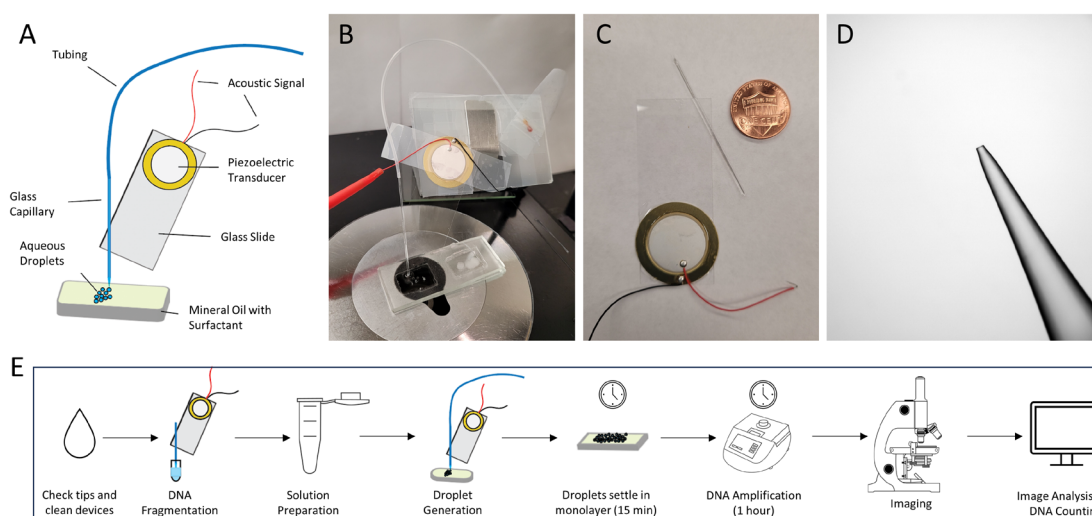 A
Tubing
Acoustic Signal
Piezoelectric
Transducer
Glass
Capillary
Glass Slide
Aqueous
Droplets
Mineral Oil with
Surfactant
B
C
D
E
Check tips and
clean devices
DNA
Fragmentation
Solution
Preparation
Droplet
Generation
Droplets settle in
monolayer (15 min)
DNA Amplification
(1 hour)
Imaging
Image Analysis
DNA Counti